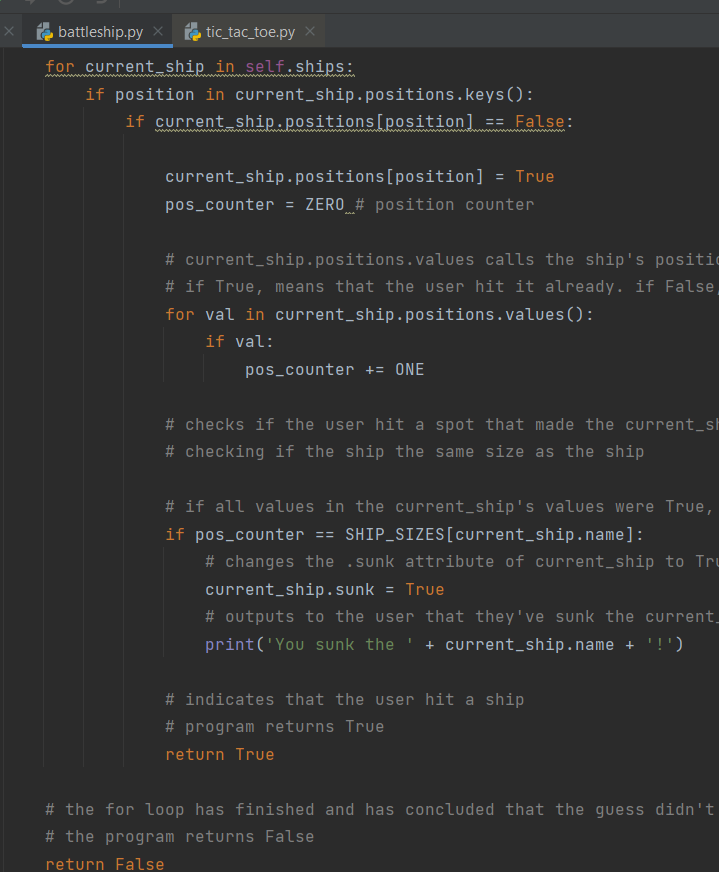 battleship.py tic_tac_toe.py
for current_ship in self.ships:
if position in current_ship.positions.keys():
if current_ship.positions[position] == False:
current_ship.positions[position] = True
pos_counter = ZERO # position counter
# current_ship.positions.values calls the ship's
# if True, means that the user hit it already. if False,
for val in current_ship.positions.values():
if val:
pos_counter += ONE
# checks if the user hit a spot that made the
# checking if the ship the same size as the ship
# if all values in the current_ship's values were True,
if pos_counter == SHIP_SIZES[current_ship.name]:
# changes the .sunk attribute of current_ship to
current_ship.sunk = True
# outputs to the user that they've sunk the
print('You sunk the ' + current_ship.name + '!')
# indicates that the user hit a ship
# program returns True
return True
# the for loop has finished and has concluded that the guess didn't
# the program returns False
return False